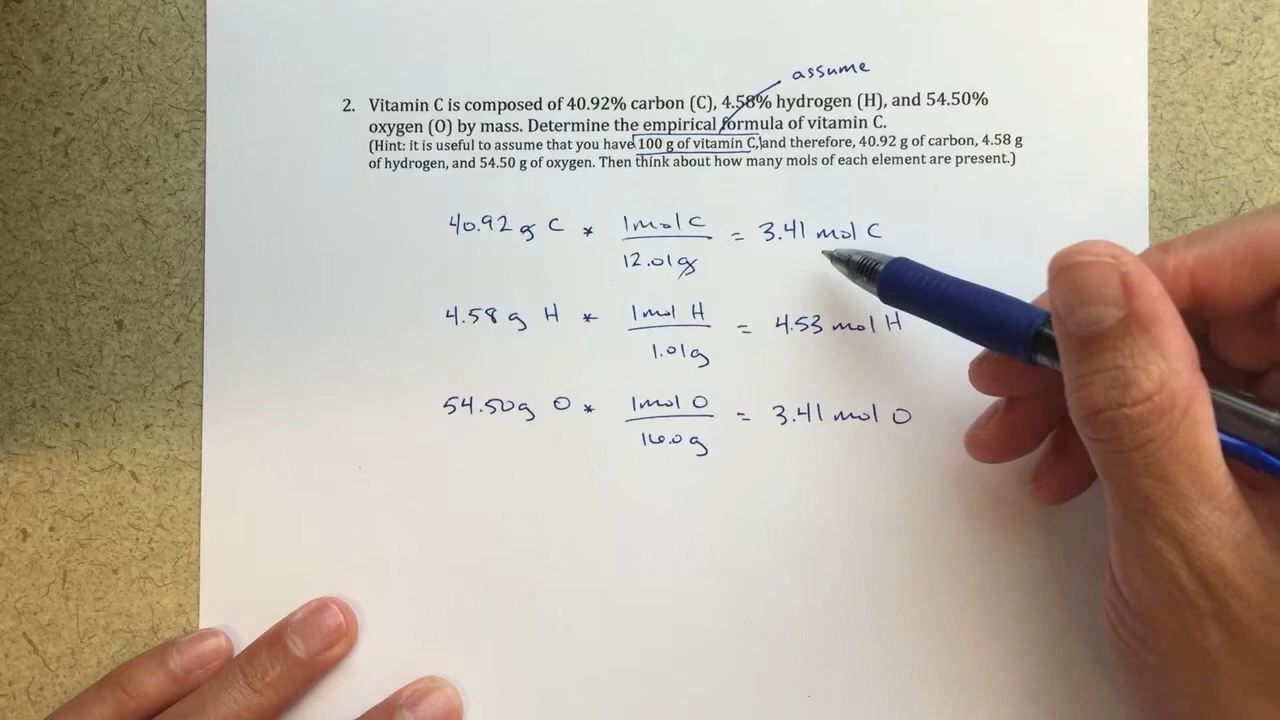 assume
2. Vitamin C is composed of 40.92% carbon (C), 4.58% hydrogen (H), and 54.50%
oxygen (O) by mass. Determine the empirical formula of vitamin C.
(Hint: it is useful to assume that you have 100 g of vitamin C, and therefore, 40.92 g of carbon, 4.58 g
of hydrogen, and 54.50 g of oxygen. Then think about how many mols of each element are present.)
40.92 g C * 1 mol C / 12.01 g = 3.41 mol C
4.58 g H * 1 mol H / 1.01 g = 4.53 mol H
54.50 g O * 1 mol O / 16.0 g = 3.41 mol O